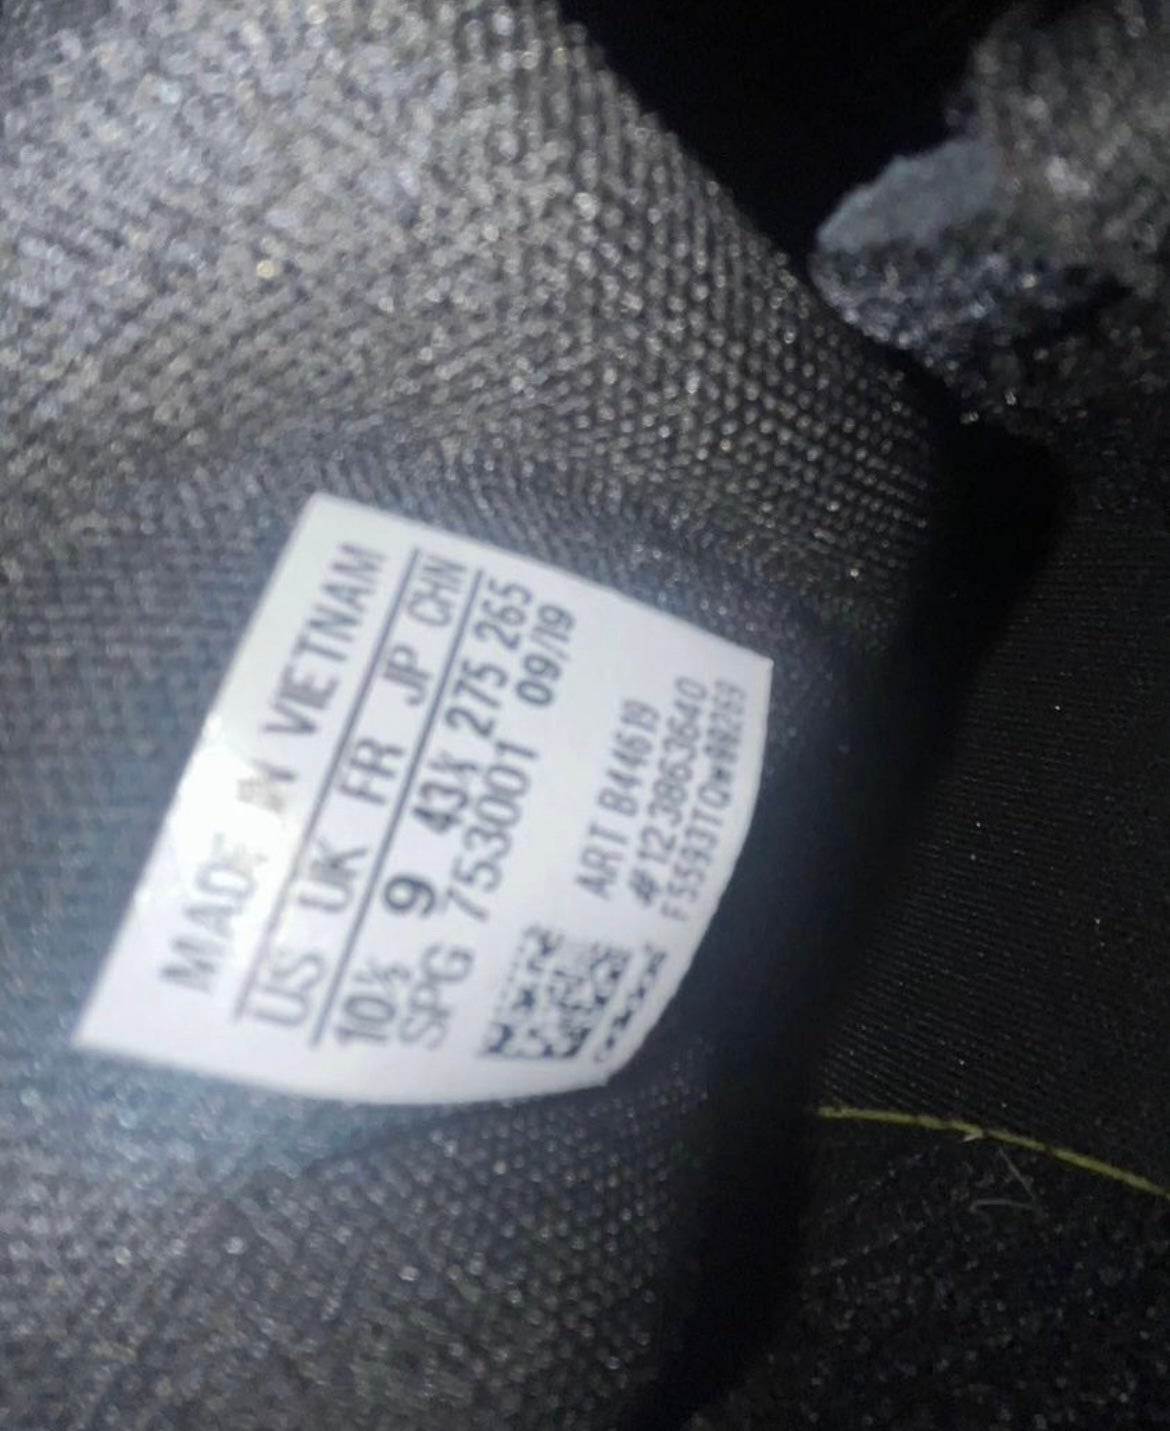 MADE IN VIETNAM
US UK FR JP CHN
10½ 9 43⅓ 275 265
SPG 753001 09/19
ART B44619
#123863640